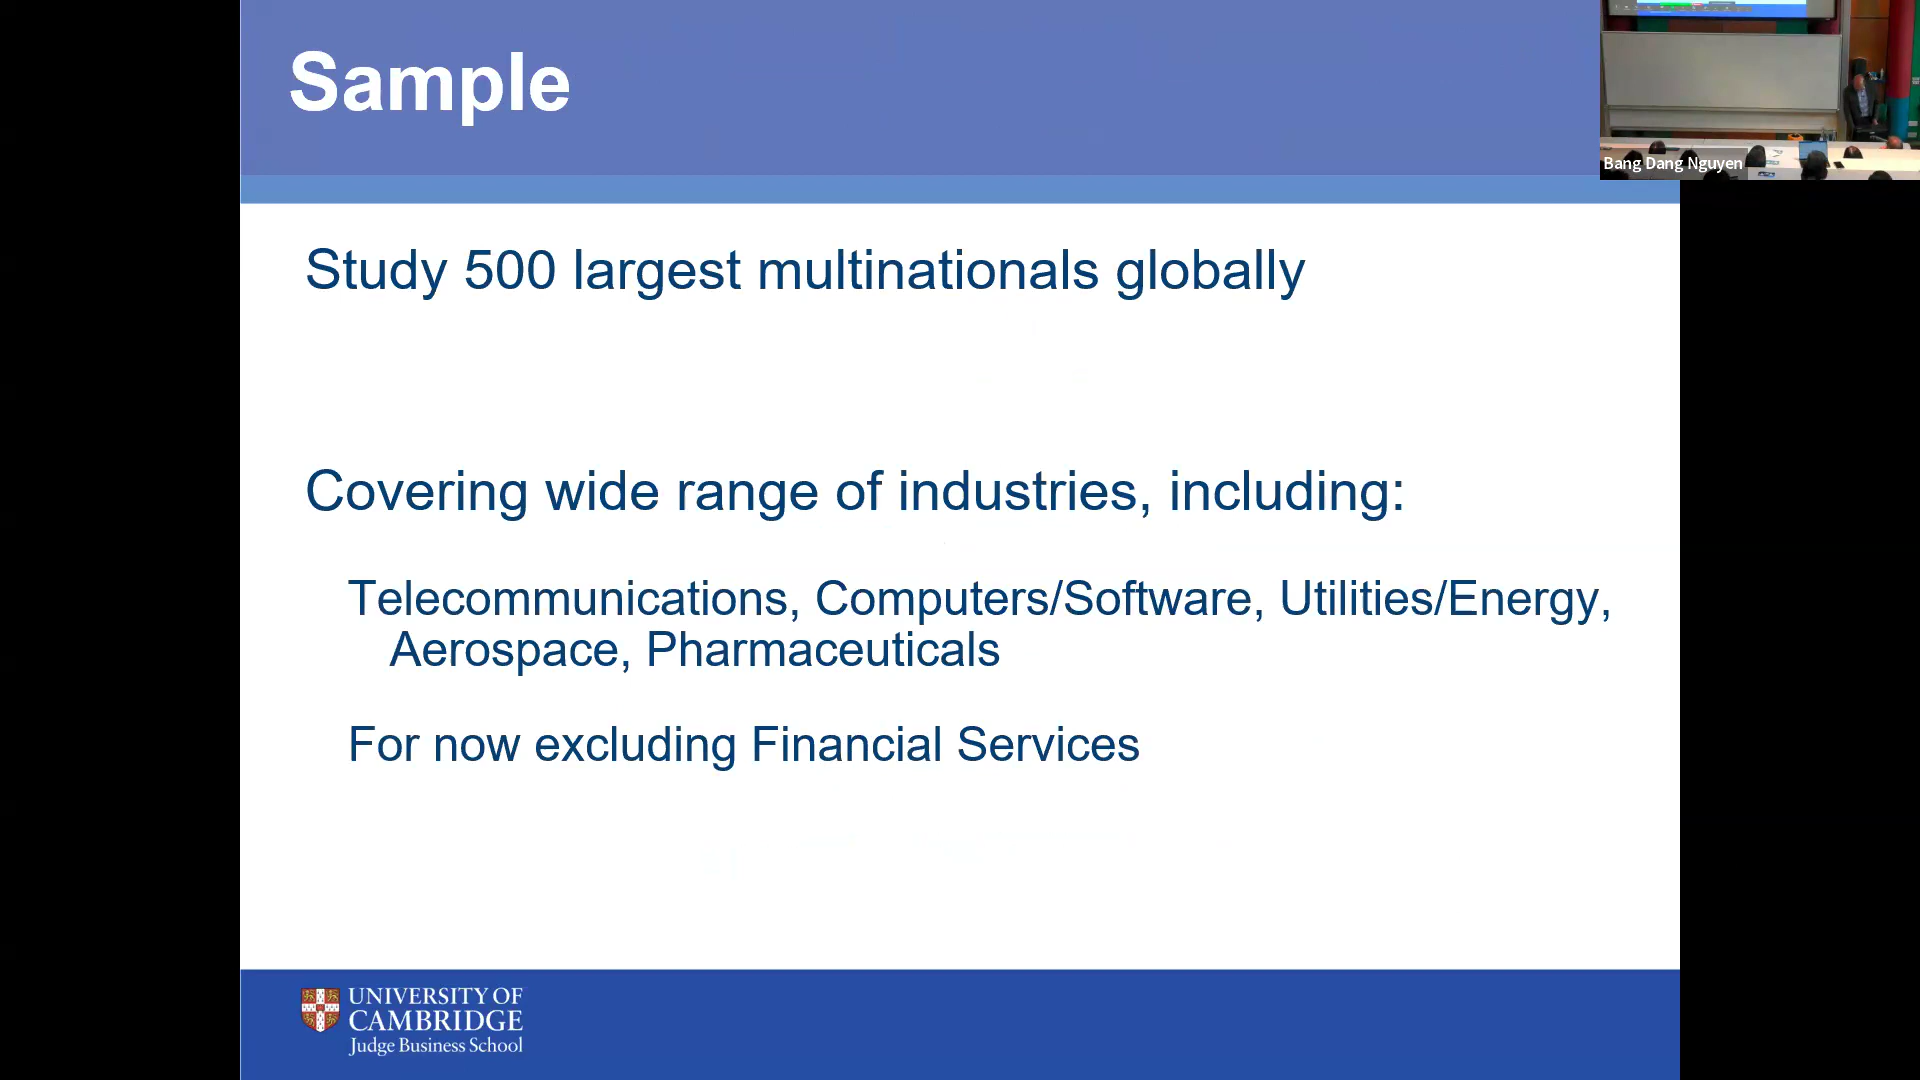 Sample
Bang Dang Nguyen
Study 500 largest multinationals globally
Covering wide range of industries, including:
Telecommunications, Computers/Software, Utilities/Energy,
Aerospace, Pharmaceuticals
For now excluding Financial Services
UNIVERSITY OF
CAMBRIDGE
Judge Business School